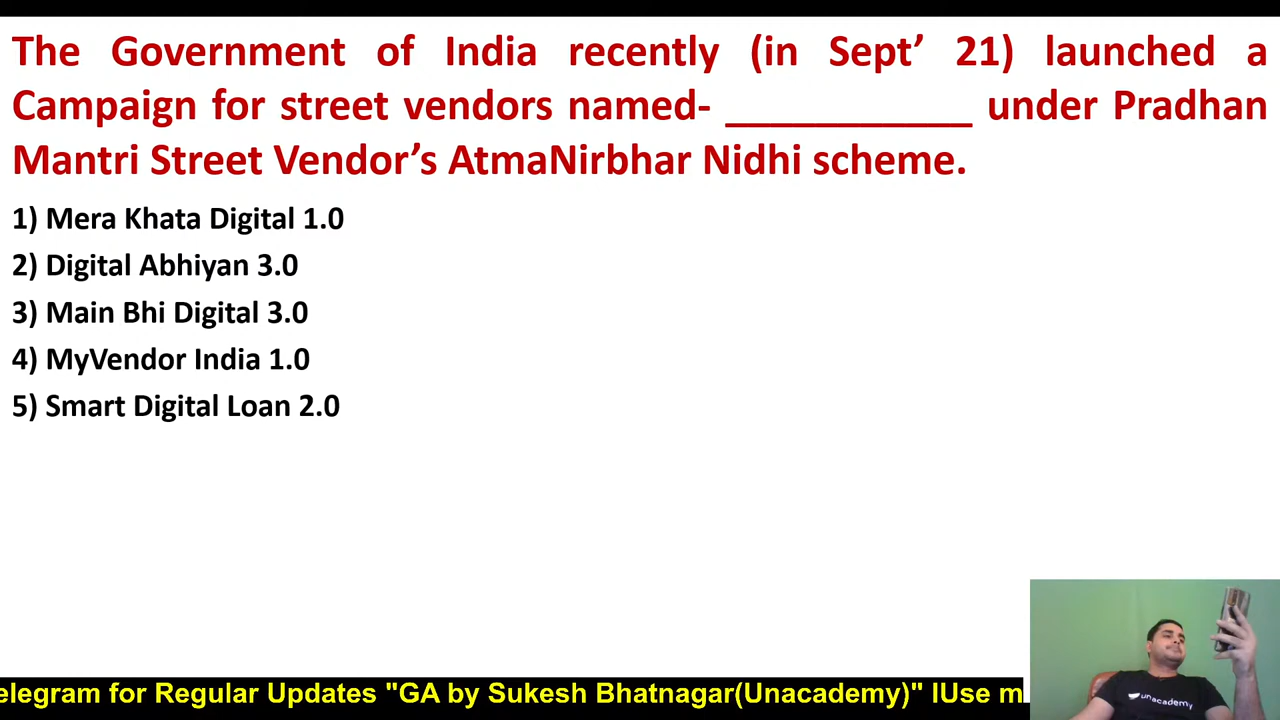 The Government of India recently (in Sept’ 21) launched a
Campaign for street vendors named- ___________ under Pradhan
Mantri Street Vendor’s AtmaNirbhar Nidhi scheme.
1) Mera Khata Digital 1.0
2) Digital Abhiyan 3.0
3) Main Bhi Digital 3.0
4) MyVendor India 1.0
5) Smart Digital Loan 2.0
unacademy
elegram for Regular Updates "GA by Sukesh Bhatnagar(Unacademy)" IUse m